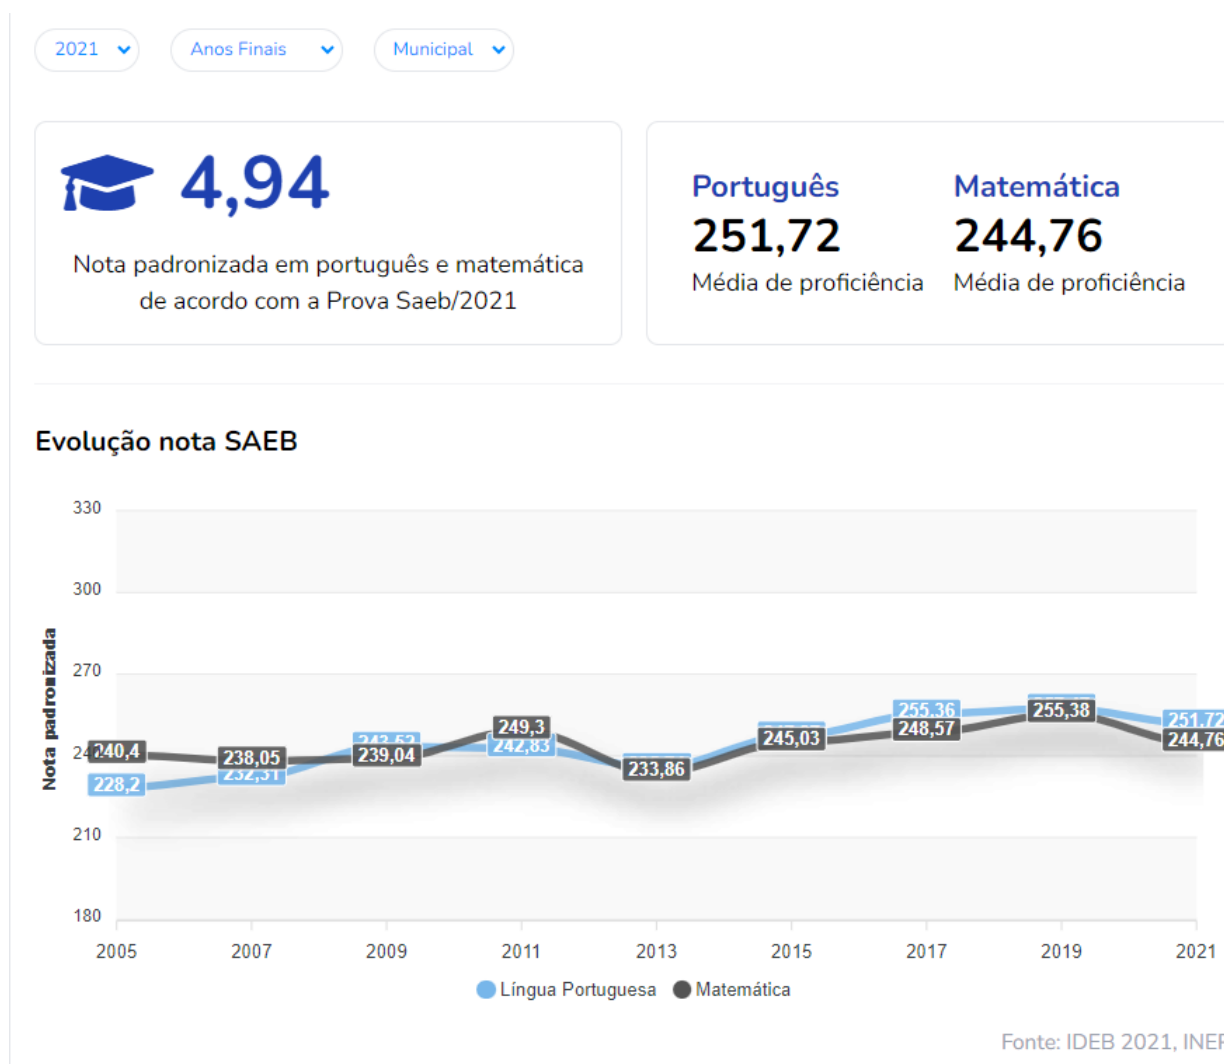 2021 Anos Finais Municipal
4,94
Nota padronizada em português e matemática
de acordo com a Prova Saeb/2021
Português Matemática
251,72 244,76
Média de proficiência Média de proficiência
Evolução nota SAEB
Nota padronizada
330
300
270
210
180
240,4 238,05 239,04 249,3 233,86 245,03 248,57 255,38 244,76
228,2 232,31 243,52 242,83 255,36 251,72
2005 2007 2009 2011 2013 2015 2017 2019 2021
Língua Portuguesa Matemática
Fonte: IDEB 2021,